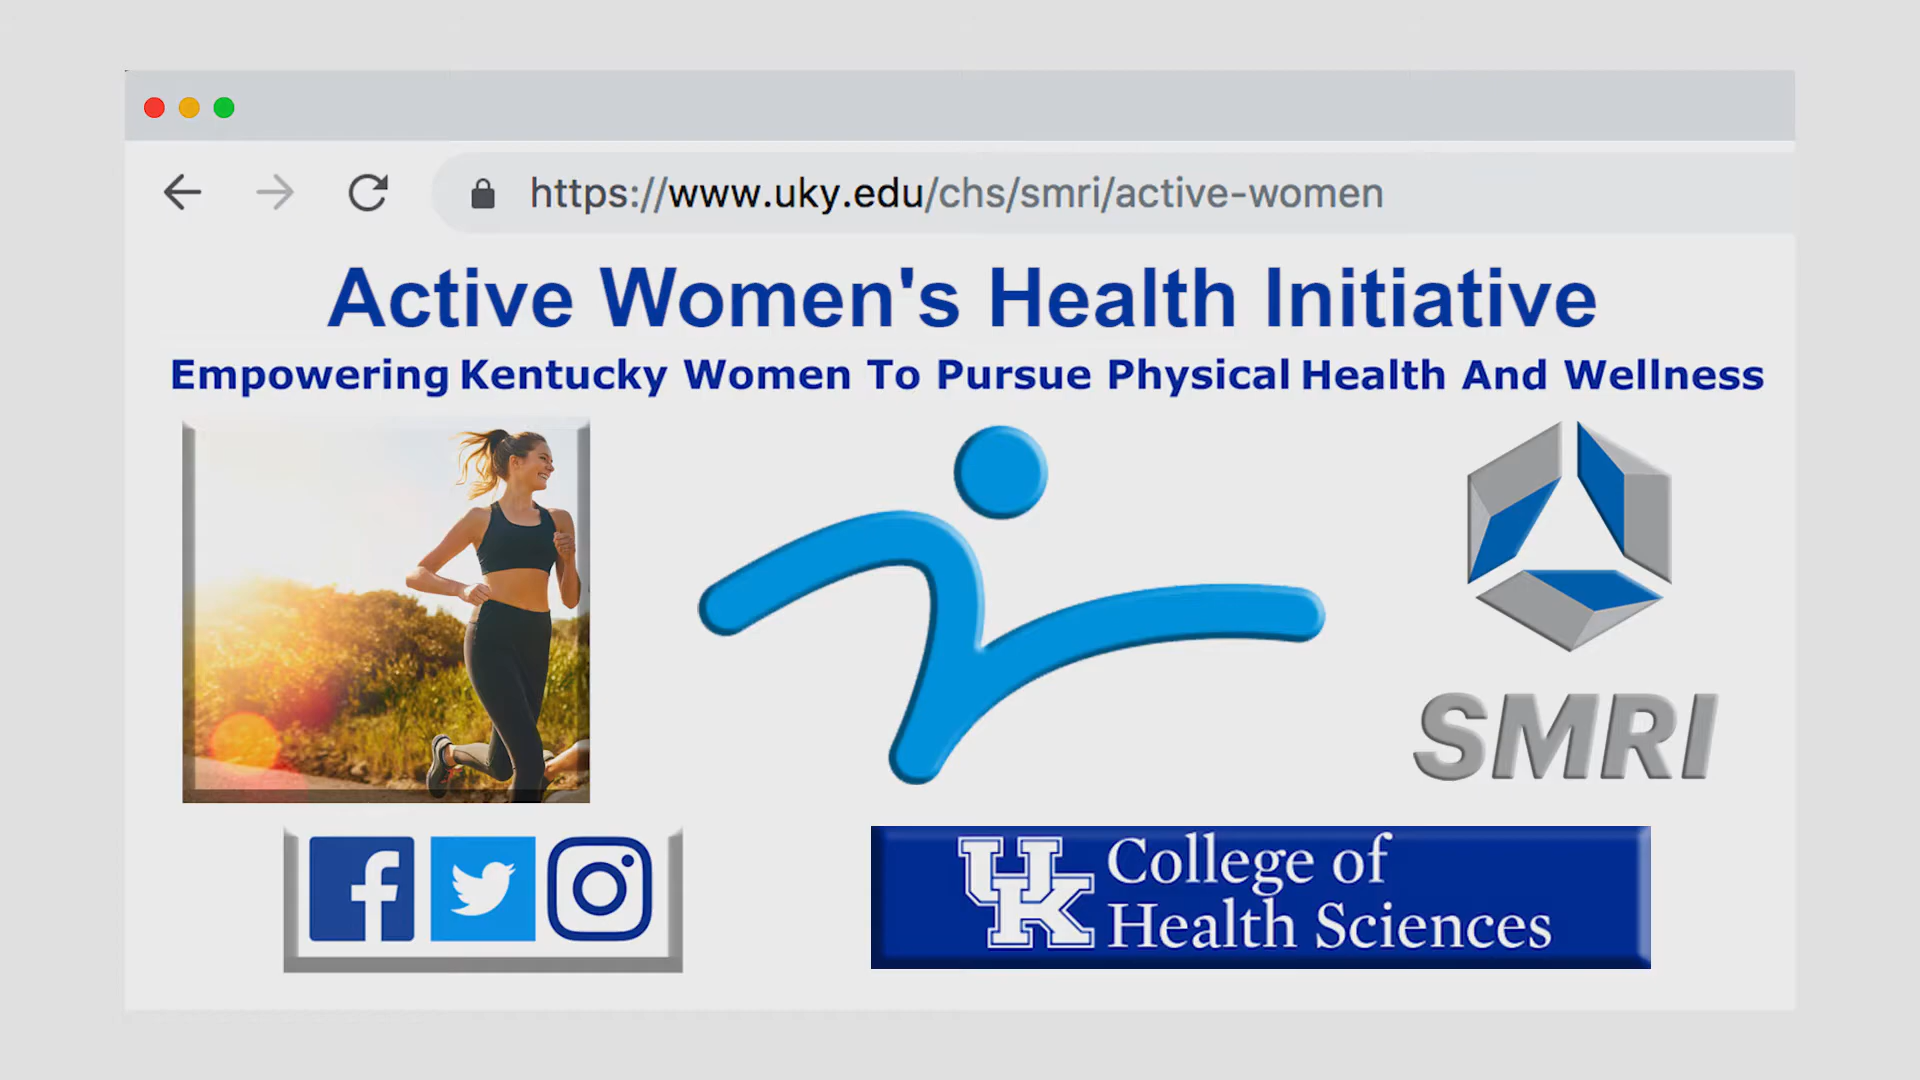 https://www.uky.edu/chs/smri/active-women
Active Women's Health Initiative
Empowering Kentucky Women To Pursue Physical Health And Wellness
SMRI
f
UK
College of
Health Sciences